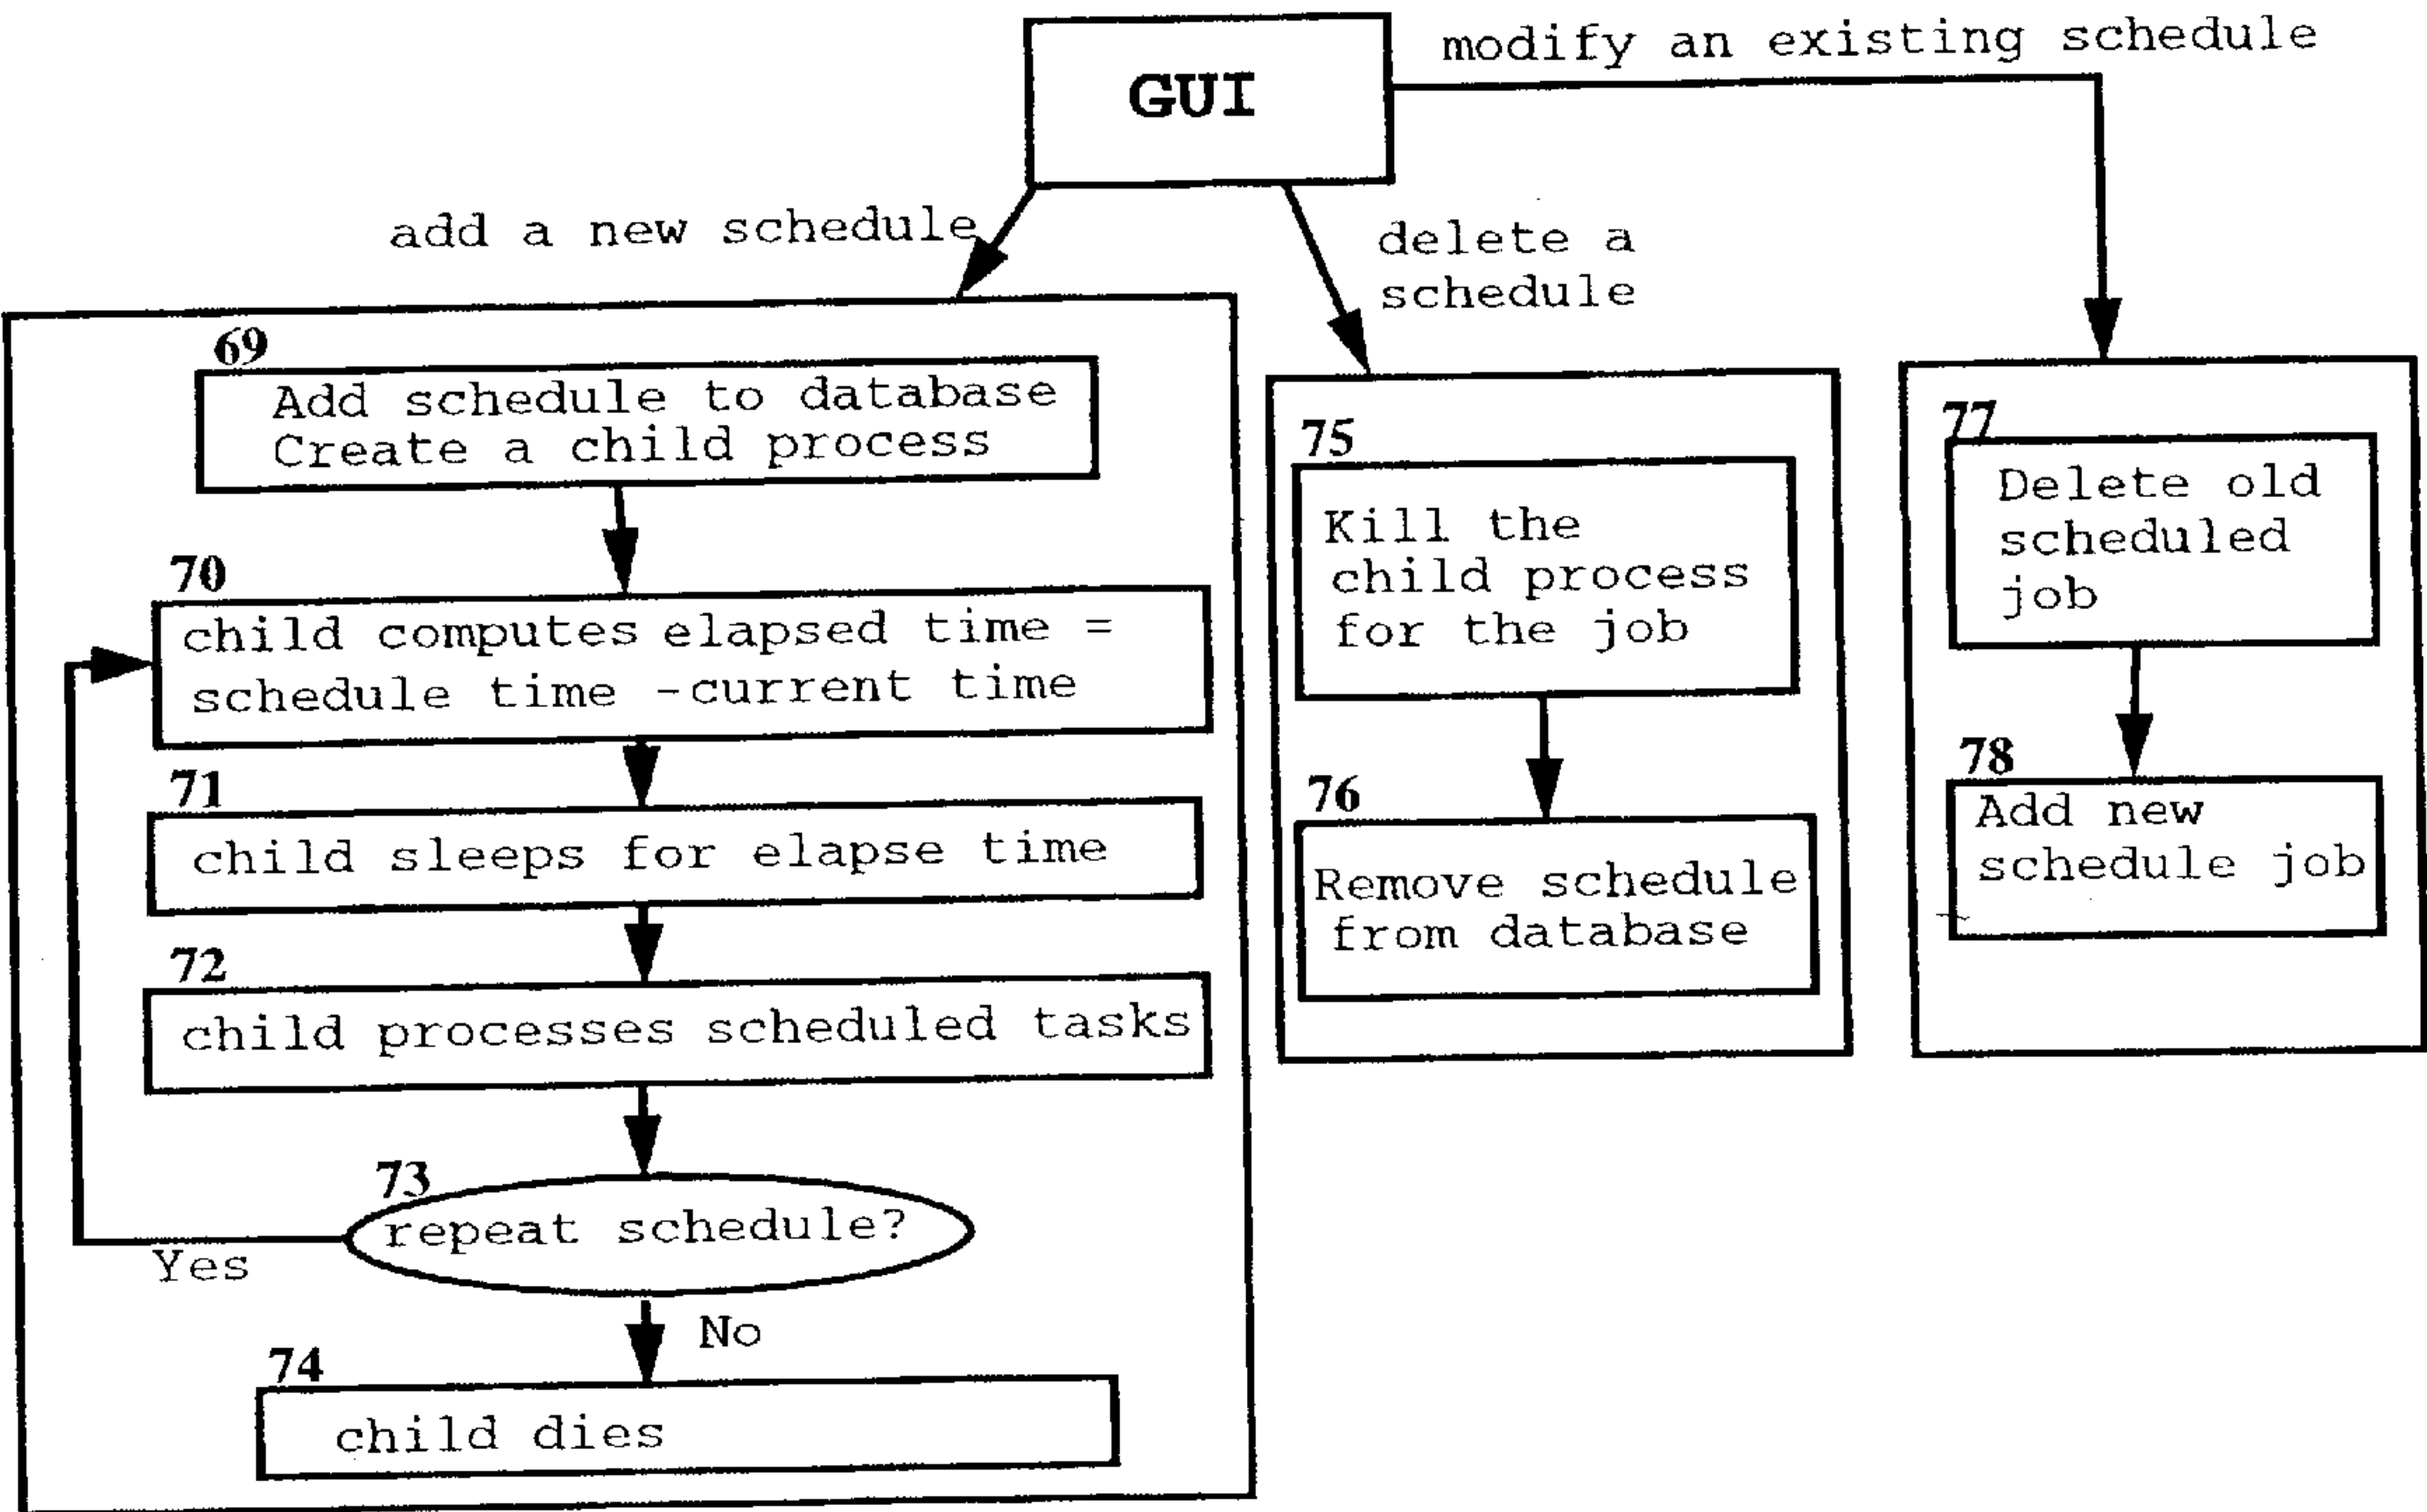 GUI
modify an existing schedule
add a new schedule
delete a
schedule
69
Add schedule to database
Create a child process
70
child computes elapsed time =
schedule time -current time
71
child sleeps for elapse time
72
child processes scheduled tasks
73
repeat schedule?
Yes
No
74
child dies
75
Kill the
child process
for the job
76
Remove schedule
from database
77
Delete old
scheduled
job
78
Add new
schedule job